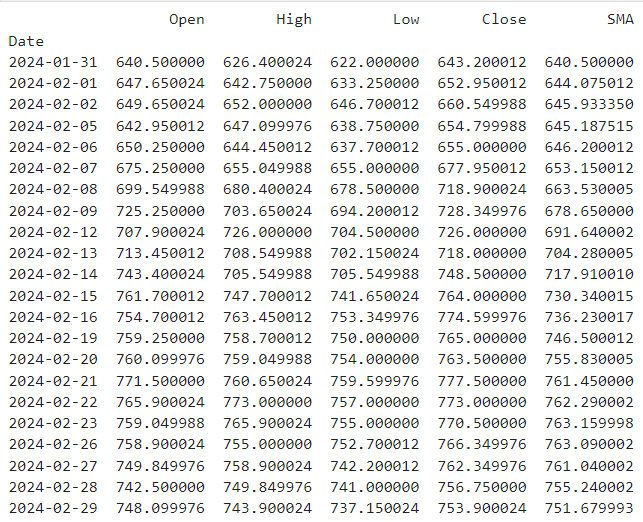 Open High Low Close SMA
Date
2024-01-31 640.500000 626.400024 622.000000 643.200012 640.500000
2024-02-01 647.650024 642.750000 633.250000 652.950012 644.075012
2024-02-02 649.650024 652.000000 646.700012 660.549988 645.933350
2024-02-05 642.950012 647.099976 638.750000 654.799988 645.187515
2024-02-06 650.250000 644.450012 637.700012 655.000000 646.200012
2024-02-07 675.250000 655.049988 655.000000 677.950012 653.150012
2024-02-08 699.549988 680.400024 678.500000 718.900024 663.530005
2024-02-09 725.250000 703.650024 694.200012 728.349976 678.650000
2024-02-12 707.900024 726.000000 704.500000 726.000000 691.640002
2024-02-13 713.450012 708.549988 702.150024 718.000000 704.280005
2024-02-14 743.400024 705.549988 705.549988 748.500000 717.910010
2024-02-15 761.700012 747.700012 741.650024 764.000000 730.340015
2024-02-16 754.700012 763.450012 753.349976 774.599976 736.230017
2024-02-19 759.250000 758.700012 750.000000 765.000000 746.500012
2024-02-20 760.099976 759.049988 754.000000 763.500000 755.830005
2024-02-21 771.500000 760.650024 759.599976 777.500000 761.450000
2024-02-22 765.900024 773.000000 757.000000 773.000000 762.290002
2024-02-23 759.049988 765.900024 755.000000 770.500000 763.159998
2024-02-26 758.900024 755.000000 752.700012 766.349976 763.090002
2024-02-27 749.849976 758.900024 742.200012 762.349976 761.040002
2024-02-28 742.500000 749.849976 741.000000 756.750000 755.240002
2024-02-29 748.099976 743.900024 737.150024 753.900024 751.679993